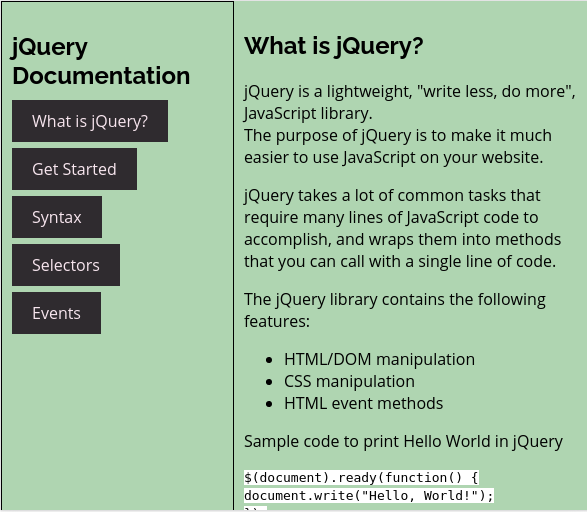 jQuery
Documentation
What is jQuery?
Get Started
Syntax
Selectors
Events
What is jQuery?
jQuery is a lightweight, "write less, do more",
JavaScript library.
The purpose of jQuery is to make it much
easier to use JavaScript on your website.
jQuery takes a lot of common tasks that
require many lines of JavaScript code to
accomplish, and wraps them into methods
that you can call with a single line of code.
The jQuery library contains the following
features:
HTML/DOM manipulation
CSS manipulation
HTML event methods
Sample code to print Hello World in jQuery
$(document).ready(function() {
document.write("Hello, World!");